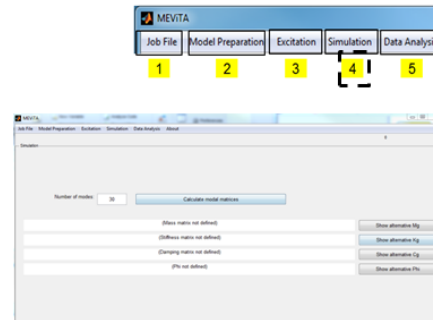 MEViTA
Job File Model Preparation Excitation Simulation Data Analysis
1 2 3 4 5
MEViTA
Job File Model Preparation Excitation Simulation Data Analysis About
Simulation
Number of modes: 30 Calculate modal matrices
(Mass matrix not defined) Show alternative Mg
(Stiffness matrix not defined) Show alternative Kg
(Damping matrix not defined) Show alternative Cg
(Phi not defined) Show alternative Phi